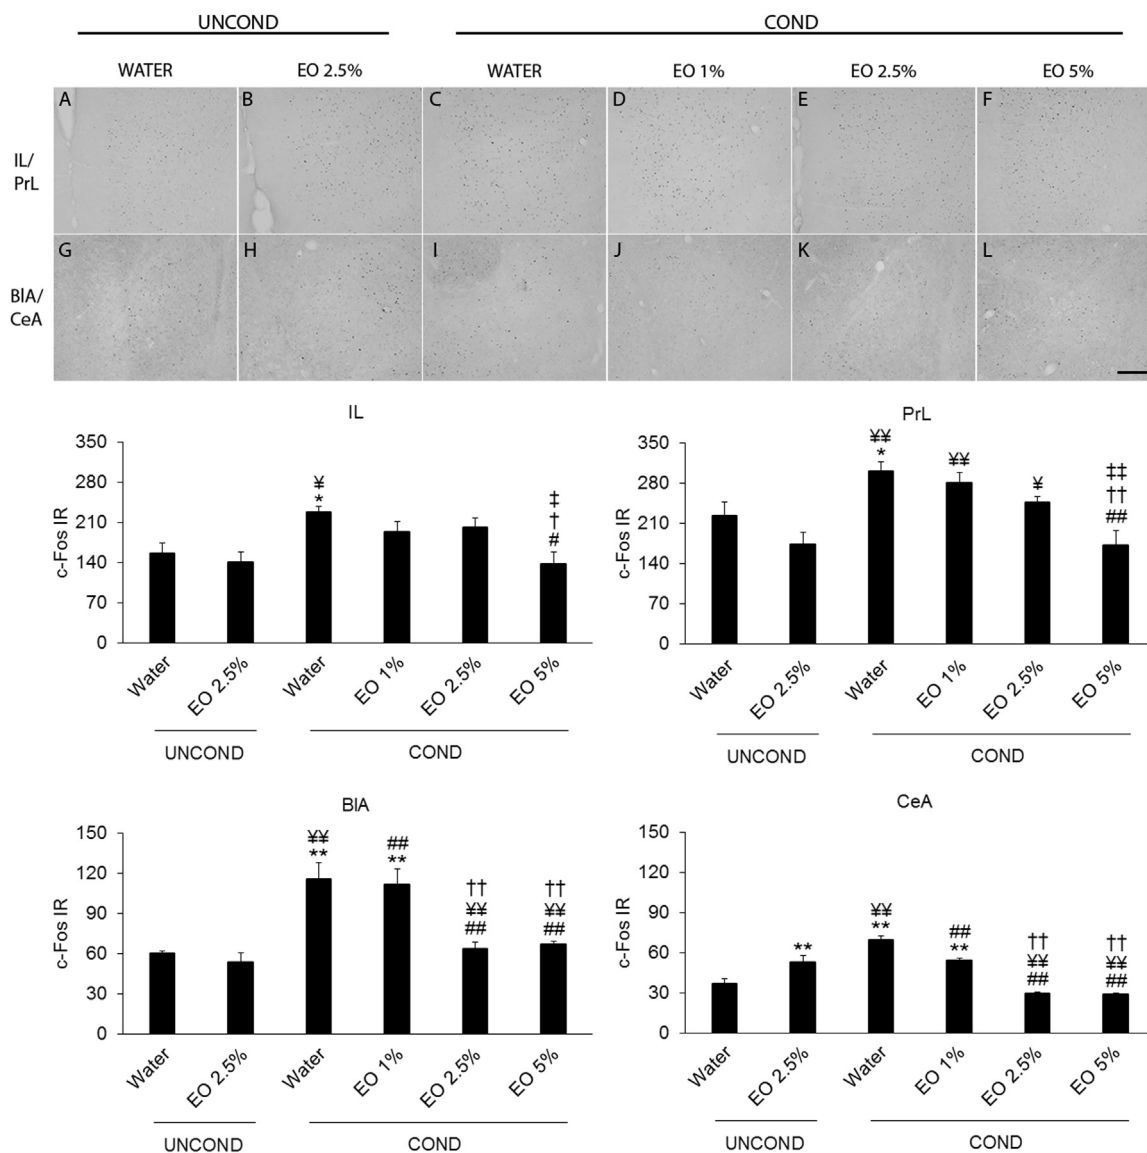 UNCOND COND
WATER EO 2.5% WATER EO 1% EO 2.5% EO 5%
A B C D E F
IL/
PrL
G H I J K L
BlA/
CeA
IL
350
280
210
140
70
0
c-Fos IR
¥
*
‡
†
#
Water EO 2.5% Water EO 1% EO 2.5% EO 5%
UNCOND COND
PrL
350
280
210
140
70
0
c-Fos IR
¥¥
*
¥¥
¥
‡‡
††
##
Water EO 2.5% Water EO 1% EO 2.5% EO 5%
UNCOND COND
BlA
150
120
90
60
30
0
c-Fos IR
¥¥
**
##
**
††
¥¥
##
††
¥¥
##
Water EO 2.5% Water EO 1% EO 2.5% EO 5%
UNCOND COND
CeA
150
120
90
60
30
0
c-Fos IR
**
¥¥
**
##
**
††
¥¥
##
††
¥¥
##
Water EO 2.5% Water EO 1% EO 2.5% EO 5%
UNCOND COND